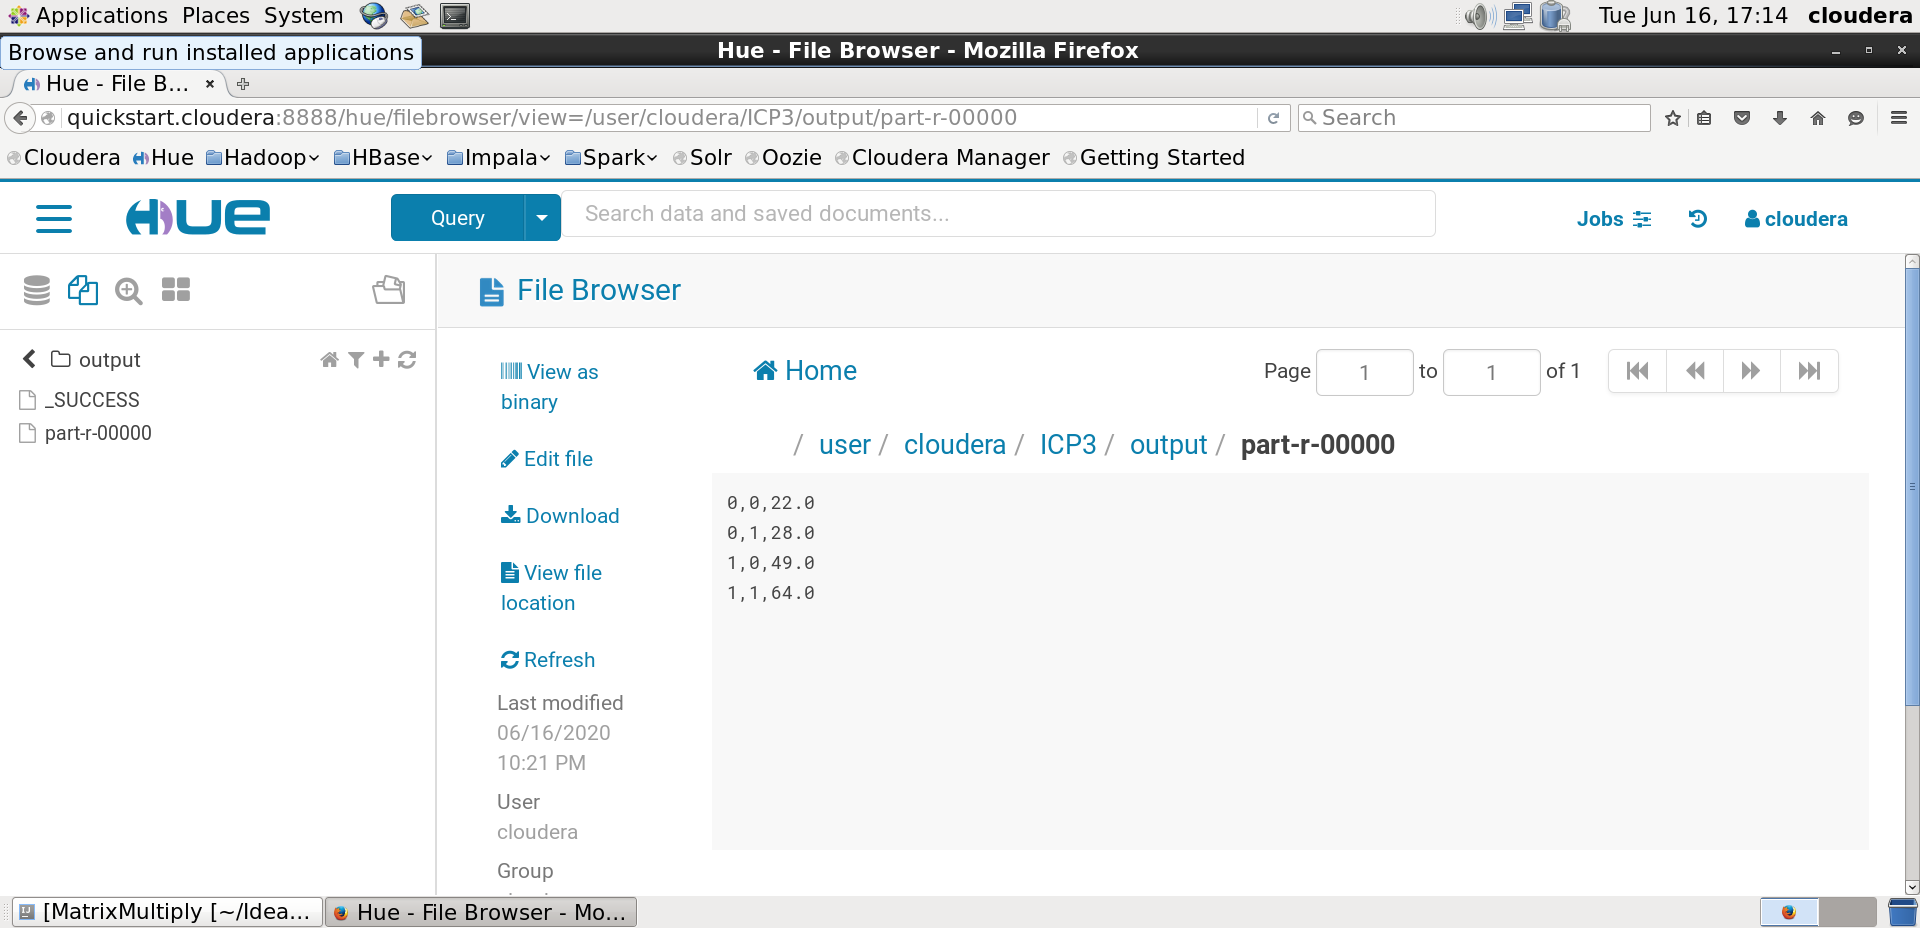 Applications Places System
Tue Jun 16, 17:14 cloudera
Browse and run installed applications
Hue - File Browser - Mozilla Firefox
Hue - File B...
quickstart.cloudera:8888/hue/filebrowser/view=/user/cloudera/ICP3/output/part-r-00000
Search
Cloudera Hue Hadoop HBase Impala Spark Solr Oozie Cloudera Manager Getting Started
HUE
Query
Search data and saved documents...
Jobs
cloudera
File Browser
output
_SUCCESS
part-r-00000
View as
binary
Edit file
Download
View file
location
Refresh
Last modified
06/16/2020
10:21 PM
User
cloudera
Group
Home
Page 1 to 1 of 1
/ user / cloudera / ICP3 / output / part-r-00000
0,0,22.0
0,1,28.0
1,0,49.0
1,1,64.0
[MatrixMultiply [~/Idea...
Hue - File Browser - Mo...